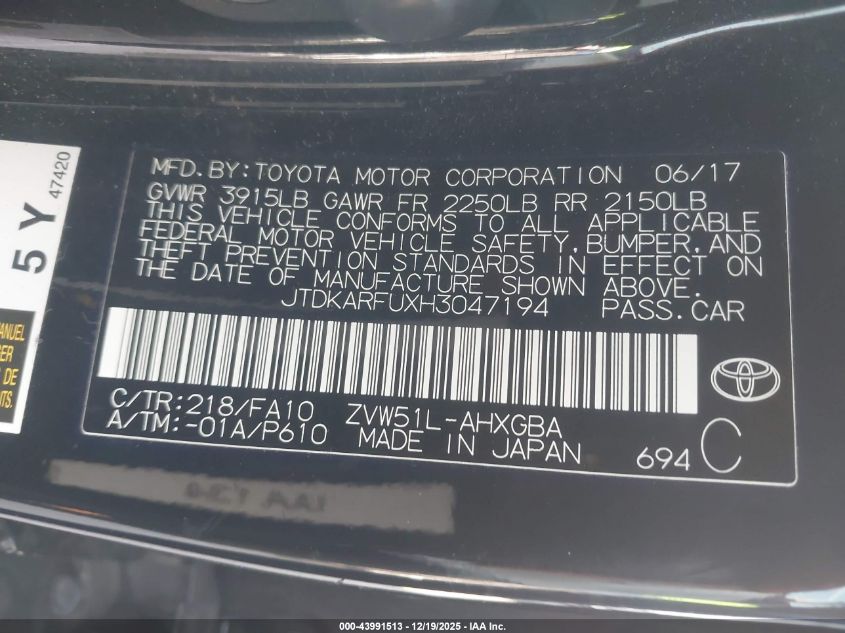 MFD.BY:TOYOTA MOTOR CORPORATION 06/17
GVWR 3915LB GAWR FR 2250LB RR 2150LB
THIS VEHICLE CONFORMS TO ALL APPLICABLE
FEDERAL MOTOR VEHICLE SAFETY,BUMPER,AND
THEFT PREVENTION STANDARDS IN EFFECT ON
THE DATE OF MANUFACTURE SHOWN ABOVE.
JTDKARFUXH3047194 PASS.CAR
C/TR:218/FA10 ZVW51L-AHXGBA
A/TM:-01A/P610 MADE IN JAPAN
694 C
5Y
47420
MANUEL
DE
000-43991513 - 12/19/2025 - IAA Inc.